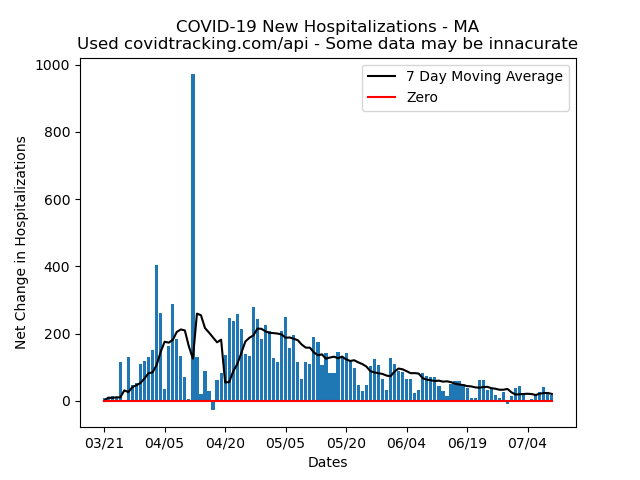 COVID-19 New Hospitalizations - MA
Used covidtracking.com/api - Some data may be innacurate
7 Day Moving Average
Zero
Net Change in Hospitalizations
1000
800
600
400
200
0
03/21 04/05 04/20 05/05 05/20 06/04 06/19 07/04
Dates